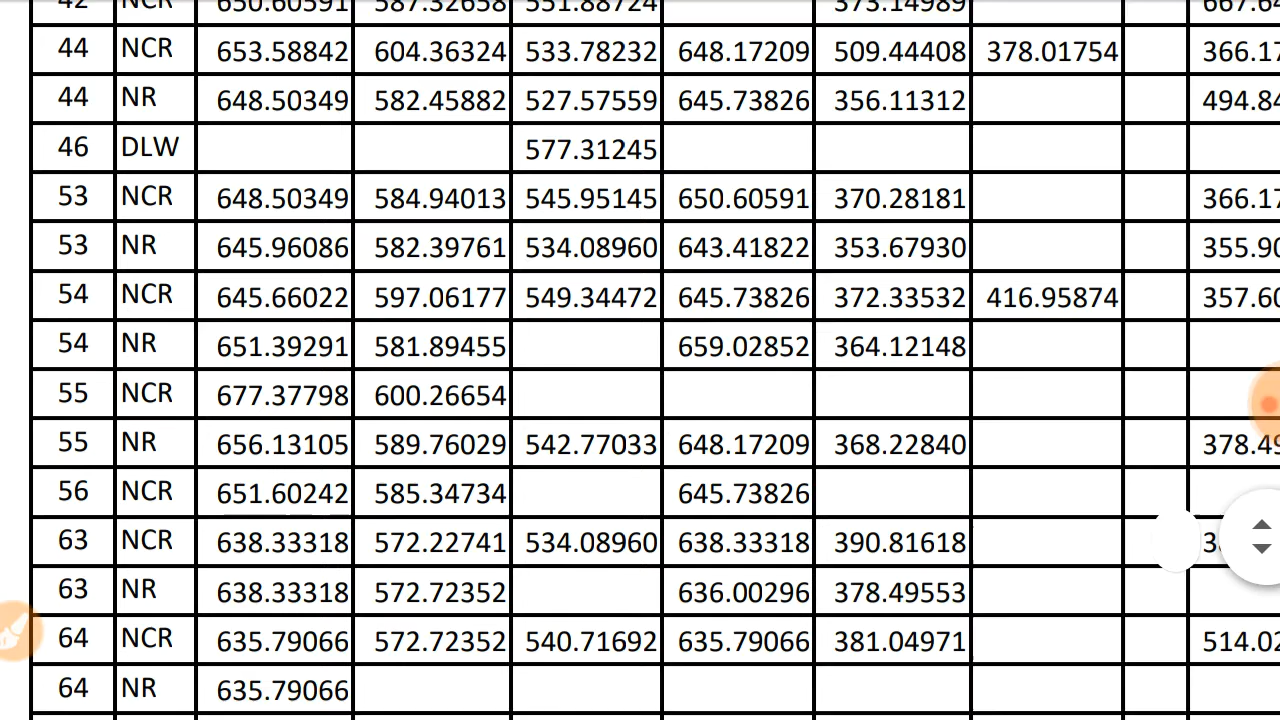 42 NCR 650.60591 587.32658 551.88724 373.14989 667.64
44 NCR 653.58842 604.36324 533.78232 648.17209 509.44408 378.01754 366.17
44 NR 648.50349 582.45882 527.57559 645.73826 356.11312 494.84
46 DLW 577.31245
53 NCR 648.50349 584.94013 545.95145 650.60591 370.28181 366.17
53 NR 645.96086 582.39761 534.08960 643.41822 353.67930 355.90
54 NCR 645.66022 597.06177 549.34472 645.73826 372.33532 416.95874 357.60
54 NR 651.39291 581.89455 659.02852 364.12148
55 NCR 677.37798 600.26654
55 NR 656.13105 589.76029 542.77033 648.17209 368.22840 378.49
56 NCR 651.60242 585.34734 645.73826
63 NCR 638.33318 572.22741 534.08960 638.33318 390.81618
63 NR 638.33318 572.72352 636.00296 378.49553
64 NCR 635.79066 572.72352 540.71692 635.79066 381.04971 514.02
64 NR 635.79066